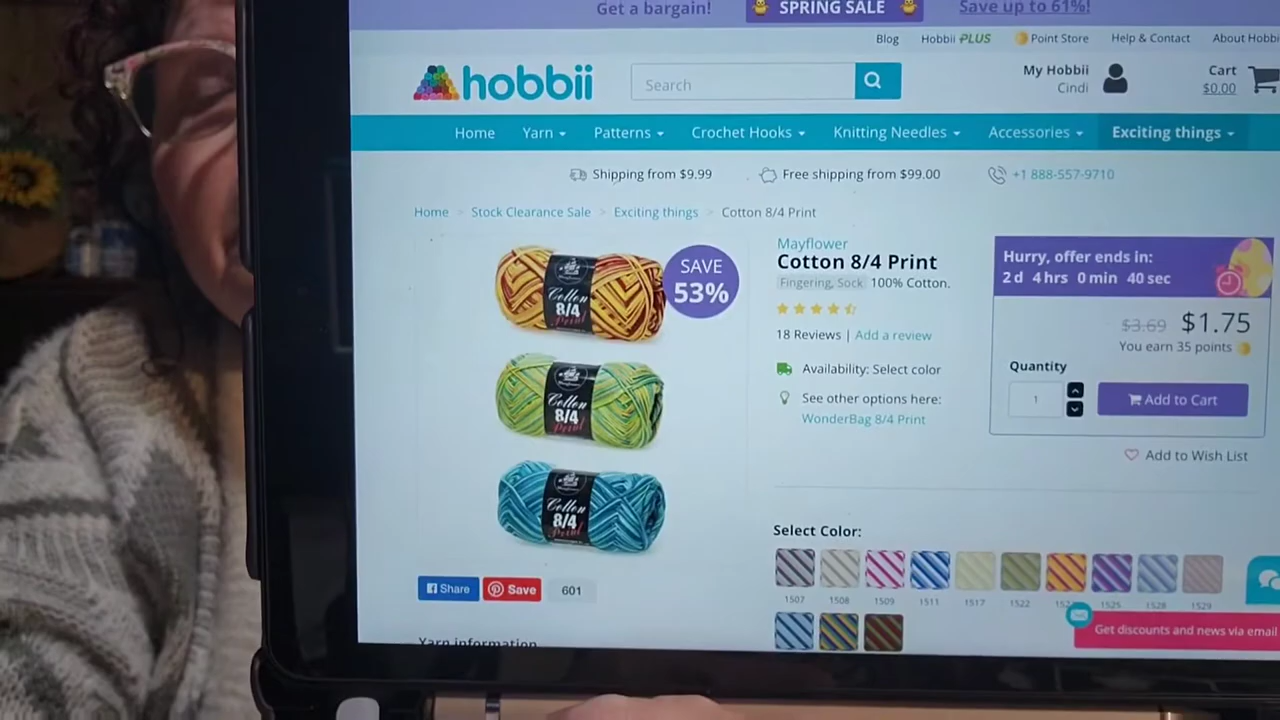 Get a bargain!
SPRING SALE
Save up to 61%!
Blog
Hobbii PLUS
Point Store
Help & Contact
About Hobbi
hobbii
Search
My Hobbii
Cindi
Cart
$0.00
Home
Yarn
Patterns
Crochet Hooks
Knitting Needles
Accessories
Exciting things
Shipping from $9.99
Free shipping from $99.00
+1 888-557-9710
Home > Stock Clearance Sale > Exciting things > Cotton 8/4 Print
SAVE
53%
Cotton
8/4
Print
Cotton
8/4
Print
Cotton
8/4
Print
Mayflower
Cotton 8/4 Print
Fingering, Sock 100% Cotton.
18 Reviews | Add a review
Availability: Select color
See other options here:
WonderBag 8/4 Print
Hurry, offer ends in:
2 d 4 hrs 0 min 40 sec
$3.69 $1.75
You earn 35 points
Quantity
1
Add to Cart
Add to Wish List
Select Color:
1507 1508 1509 1511 1517 1522 1525 1528 1529
Share
Save
601
Get discounts and news via email
Yarn information